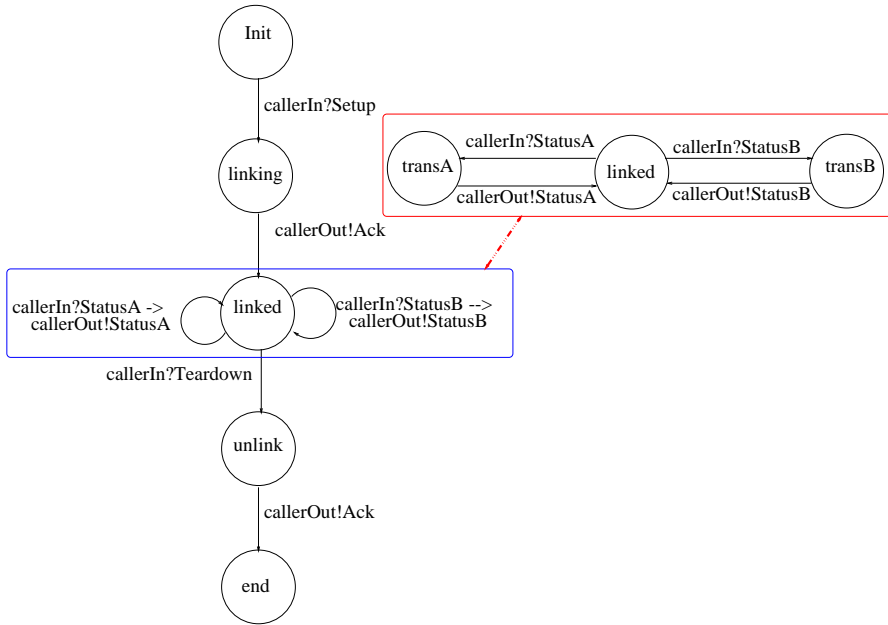 Init
callerIn?Setup
linking
callerOut!Ack
callerIn?StatusA
callerIn?StatusB
transA
linked
transB
callerOut!StatusA
callerOut!StatusB
callerIn?StatusA ->
callerOut!StatusA
linked
callerIn?StatusB -->
callerOut!StatusB
callerIn?Teardown
unlink
callerOut!Ack
end